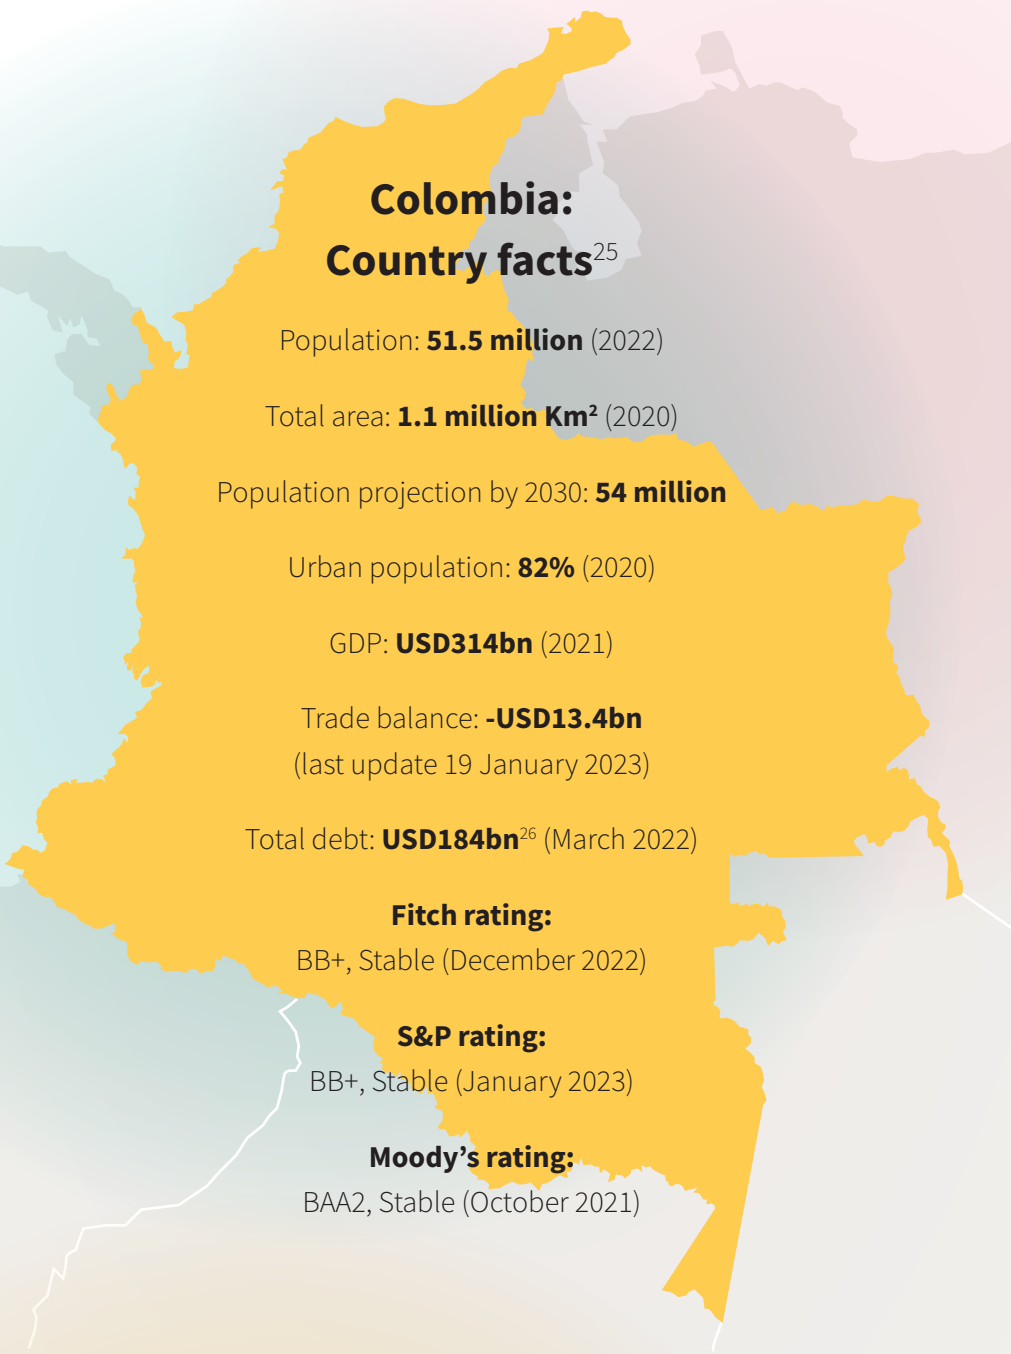 Colombia:
Country facts25
Population: 51.5 million (2022)
Total area: 1.1 million Km² (2020)
Population projection by 2030: 54 million
Urban population: 82% (2020)
GDP: USD314bn (2021)
Trade balance: -USD13.4bn
(last update 19 January 2023)
Total debt: USD184bn26 (March 2022)
Fitch rating:
BB+, Stable (December 2022)
S&P rating:
BB+, Stable (January 2023)
Moody’s rating:
BAA2, Stable (October 2021)